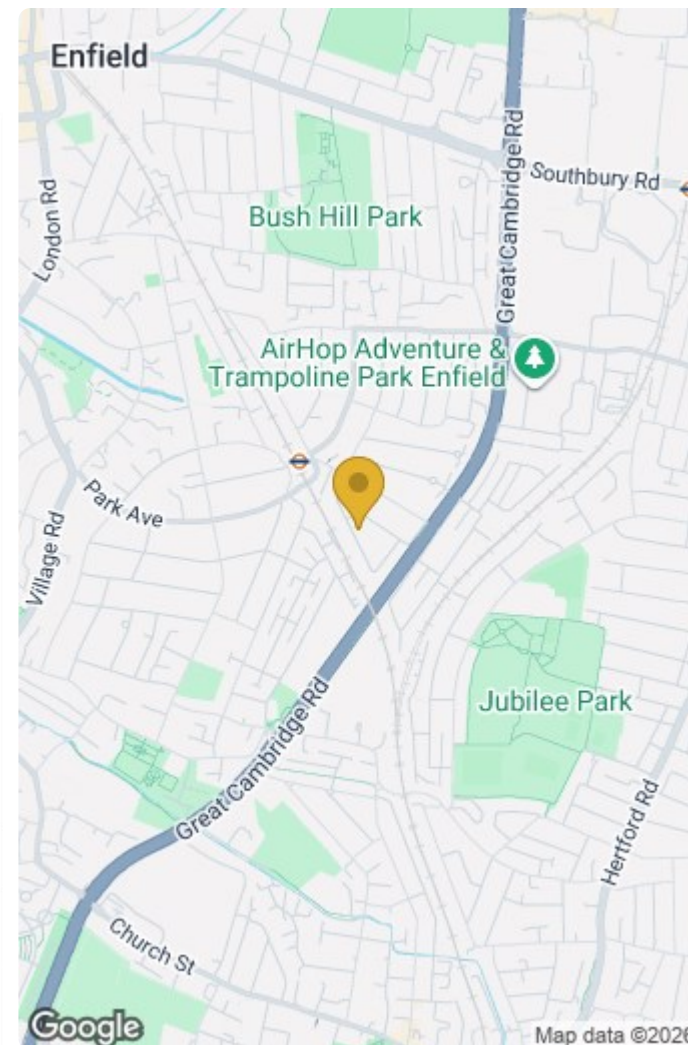 Enfield
Great Cambridge Rd
Southbury Rd
London Rd
Bush Hill Park
AirHop Adventure &
Trampoline Park Enfield
Park Ave
Village Rd
Jubilee Park
Great Cambridge Rd
Hertford Rd
Church St
Google
Map data ©2026